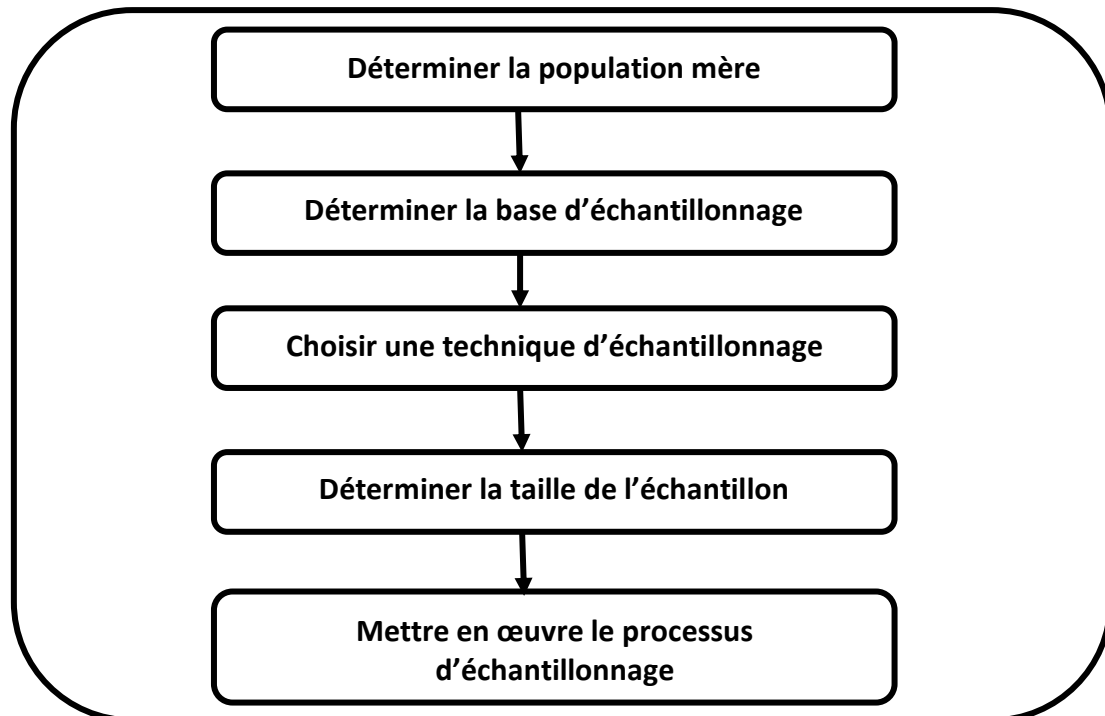 Déterminer la population mère
Déterminer la base d’échantillonnage
Choisir une technique d’échantillonnage
Déterminer la taille de l’échantillon
Mettre en œuvre le processus
d’échantillonnage